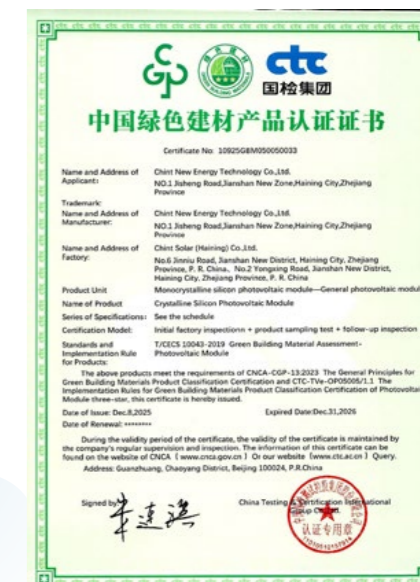 CGP
绿色建材
CHINA GREEN BUILDING MATERIALS
ctc
国检集团
中国绿色建材产品认证证书
Certificate No: 10925GBM050050033
Name and Address of Applicant: Chint New Energy Technology Co.,Ltd.
NO.1 Jisheng Road,Jianshan New Zone,Haining City,Zhejiang
Province
Trademark:
Name and Address of Manufacturer: Chint New Energy Technology Co.,Ltd.
NO.1 Jisheng Road,Jianshan New Zone,Haining City,Zhejiang
Province
Name and Address of Factory: Chint Solar (Haining) Co.,Ltd.
No.6 Jinniu Road, Jianshan New District, Haining City, Zhejiang
Province, P. R. China、No.2 Yongxing Road, Jianshan New District,
Haining City, Zhejiang Province, P. R. China
Product Unit Monocrystalline silicon photovoltaic module—General photovoltaic modul
Name of Product Crystalline Silicon Photovoltaic Module
Series of Specifications: See the schedule
Certification Model: Initial factory inspections + product sampling test + follow-up inspection
Standards and Implementation Rule for Products: T/CECS 10043-2019 Green Building Material Assessment-
Photovoltaic Module
The above products meet the requirements of CNCA-CGP-13:2023 The General Principles for
Green Building Materials Product Classification Certification and CTC-TVe-OP05005/1.1 The
Implementation Rules for Green Building Materials Product Classification Certification of Photovoltai
Module three-star, this certificate is hereby issued.
Date of Issue: Dec.8,2025 Expired Date:Dec.31,2026
Date of Renewal: ********
During the validity period of the certificate, the validity of the certificate is maintained by
the company's regular supervision and inspection. The information of this certificate can be
found on the website of CNCA ( www.cnca.gov.cn ) Or our website (www.ctc.ac.cn ) Query.
Address: Guanzhuang, Chaoyang District, Beijing 100024, P.R.China
Signed by China Testing & Certification International
Group Co.,Ltd.
认证专用章